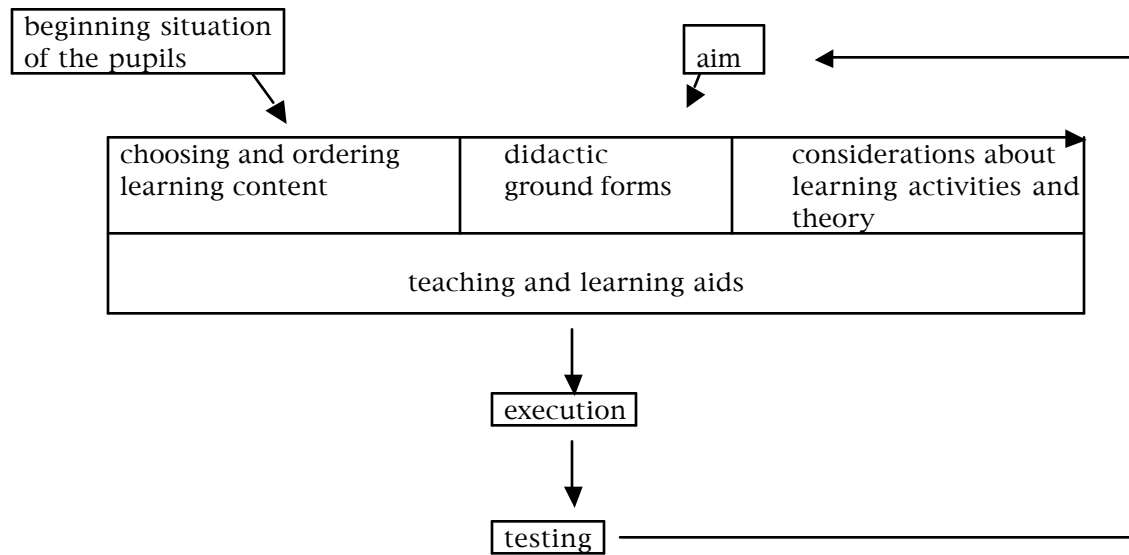 beginning situation
of the pupils
aim
choosing and ordering
learning content
didactic
ground forms
considerations about
learning activities and
theory
teaching and learning aids
execution
testing